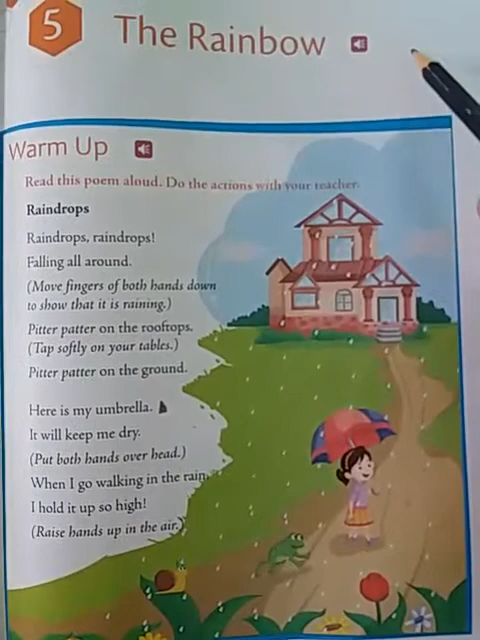 5
The Rainbow
Warm Up
Read this poem aloud. Do the actions with your teacher.
Raindrops
Raindrops, raindrops!
Falling all around.
(Move fingers of both hands down
to show that it is raining.)
Pitter patter on the rooftops.
(Tap softly on your tables.)
Pitter patter on the ground.
Here is my umbrella.
It will keep me dry.
(Put both hands over head.)
When I go walking in the rain,
I hold it up so high!
(Raise hands up in the air.)